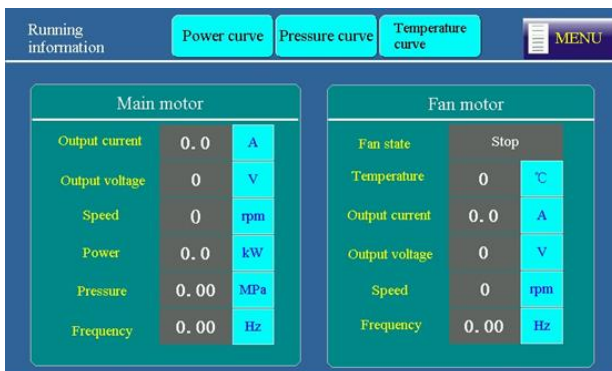 Running
information
Power curve
Pressure curve
Temperature
curve
MENU
Main motor
Output current 0.0 A
Output voltage 0 V
Speed 0 rpm
Power 0.0 kW
Pressure 0.00 MPa
Frequency 0.00 Hz
Fan motor
Fan state Stop
Temperature 0 ℃
Output current 0.0 A
Output voltage 0 V
Speed 0 rpm
Frequency 0.00 Hz